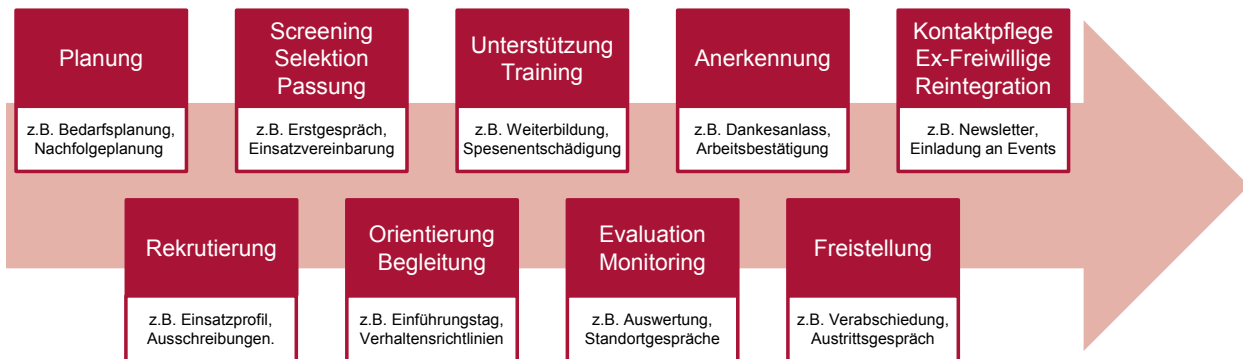 Planung
z.B. Bedarfsplanung,
Nachfolgeplanung
Screening
Selektion
Passung
z.B. Erstgespräch,
Einsatzvereinbarung
Unterstützung
Training
z.B. Weiterbildung,
Spesenentschädigung
Anerkennung
z.B. Dankesanlass,
Arbeitsbestätigung
Kontaktpflege
Ex-Freiwillige
Reintegration
z.B. Newsletter,
Einladung an Events
Rekrutierung
z.B. Einsatzprofil,
Ausschreibungen.
Orientierung
Begleitung
z.B. Einführungstag,
Verhaltensrichtlinien
Evaluation
Monitoring
z.B. Auswertung,
Standortgespräche
Freistellung
z.B. Verabschiedung,
Austrittsgespräch